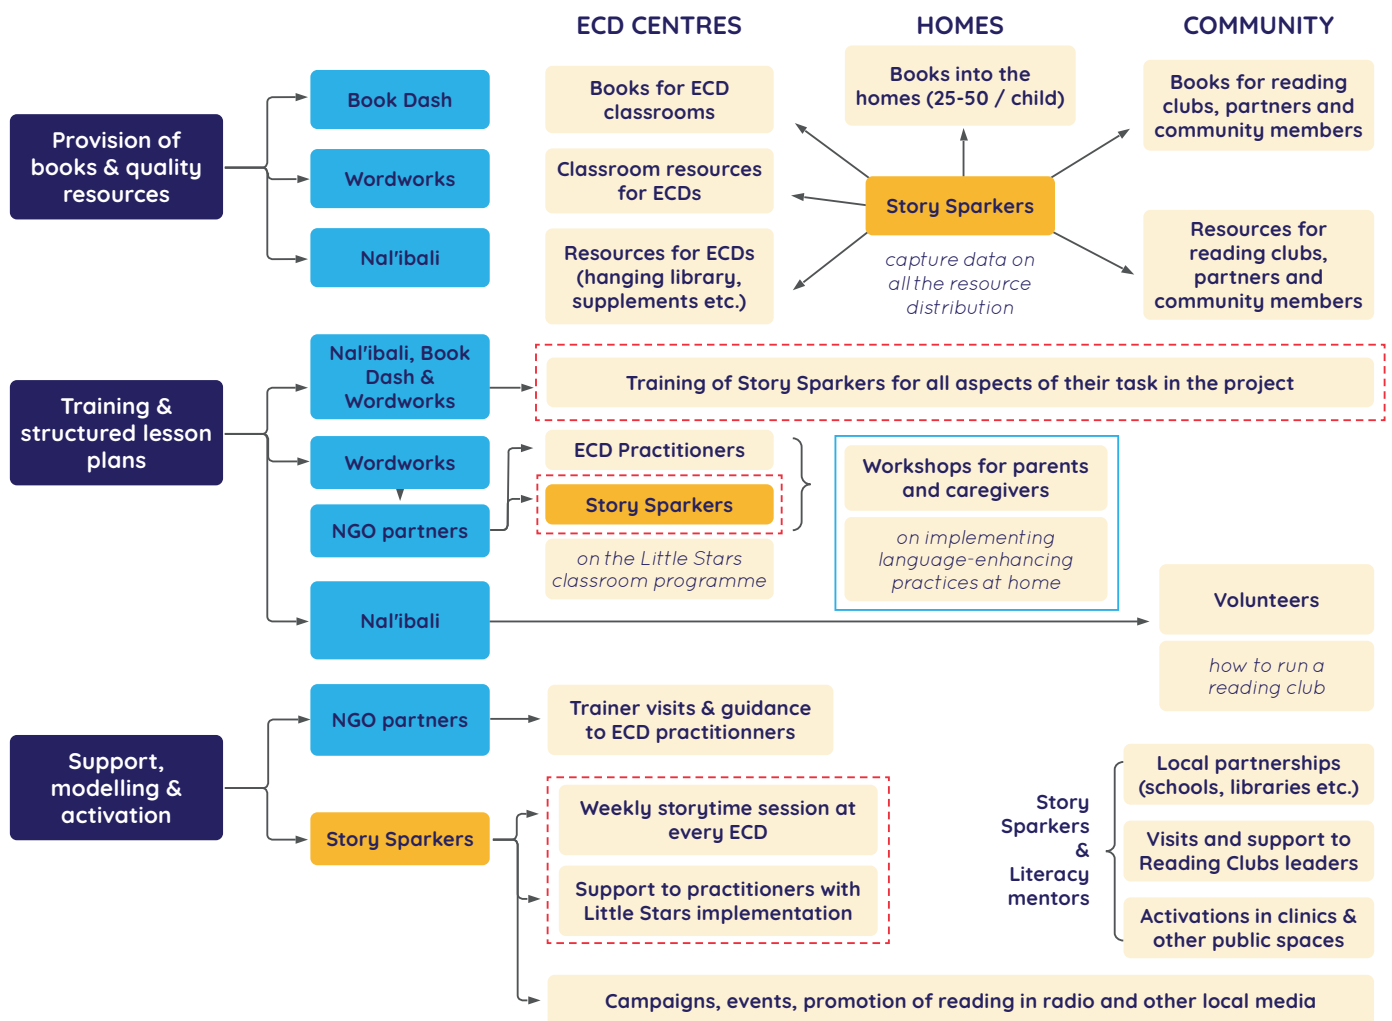 ECD CENTRES
HOMES
COMMUNITY
Provision of
books & quality
resources
Book Dash
Wordworks
Nal'ibali
Books for ECD
classrooms
Classroom resources
for ECDs
Resources for ECDs
(hanging library,
supplements etc.)
Books into the
homes (25-50 / child)
Story Sparkers
capture data on
all the resource
distribution
Books for reading
clubs, partners and
community members
Resources for
reading clubs,
partners and
community members
Training &
structured lesson
plans
Nal'ibali, Book
Dash &
Wordworks
Training of Story Sparkers for all aspects of their task in the project
Wordworks
NGO partners
ECD Practitioners
Story Sparkers
on the Little Stars
classroom programme
Workshops for parents
and caregivers
on implementing
language-enhancing
practices at home
Nal'ibali
Volunteers
how to run a
reading club
Support,
modelling &
activation
NGO partners
Trainer visits & guidance
to ECD practitionners
Story Sparkers
Weekly storytime session at
every ECD
Support to practitioners with
Little Stars implementation
Story
Sparkers
&
Literacy
mentors
Local partnerships
(schools, libraries etc.)
Visits and support to
Reading Clubs leaders
Activations in clinics &
other public spaces
Campaigns, events, promotion of reading in radio and other local media